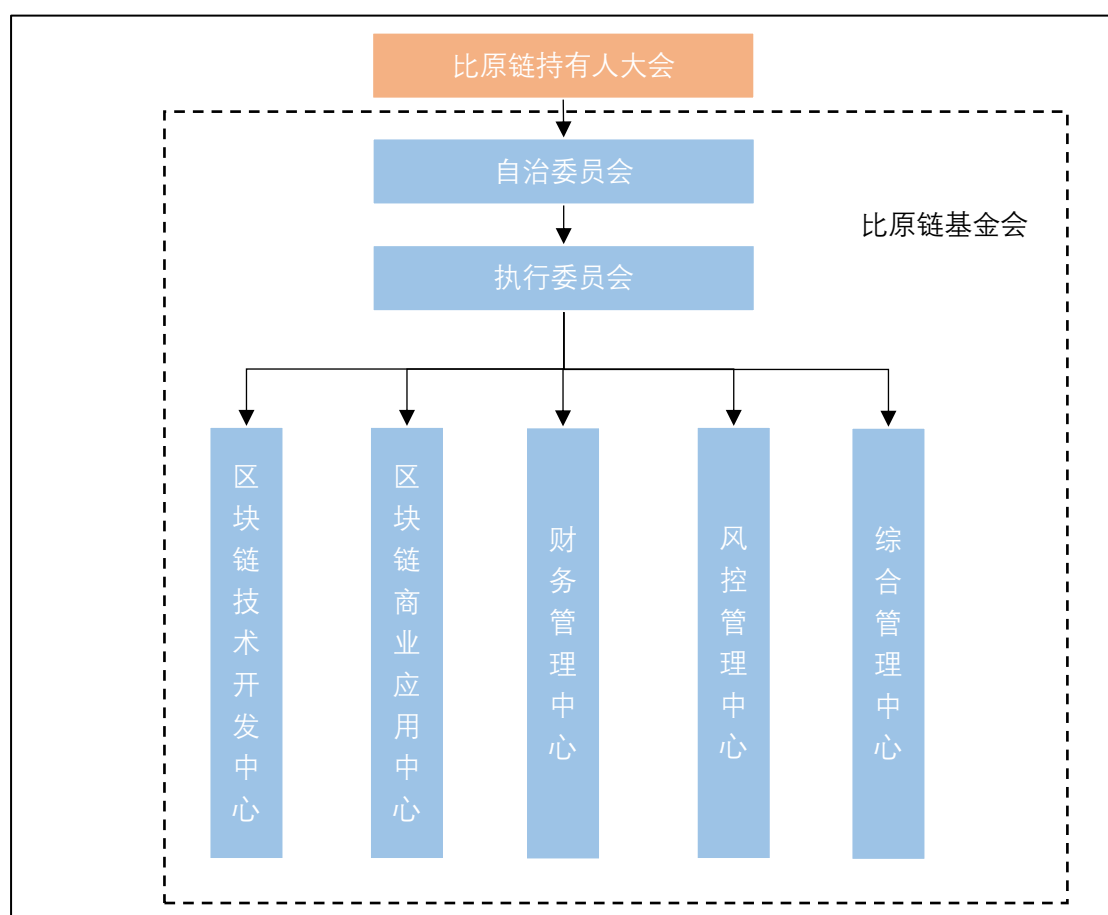 比原链持有人大会
自治委员会
比原链基金会
执行委员会
区块链技术开发中心
区块链商业应用中心
财务管理中心
风控管理中心
综合管理中心